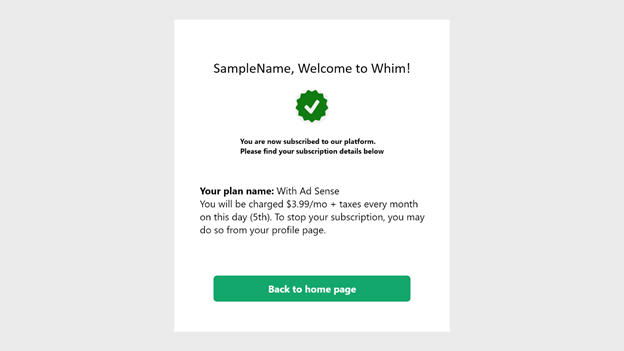 SampleName, Welcome to Whim!
You are now subscribed to our platform.
Please find your subscription details below
Your plan name: With Ad Sense
You will be charged $3.99/mo + taxes every month
on this day (5th). To stop your subscription, you may
do so from your profile page.
Back to home page